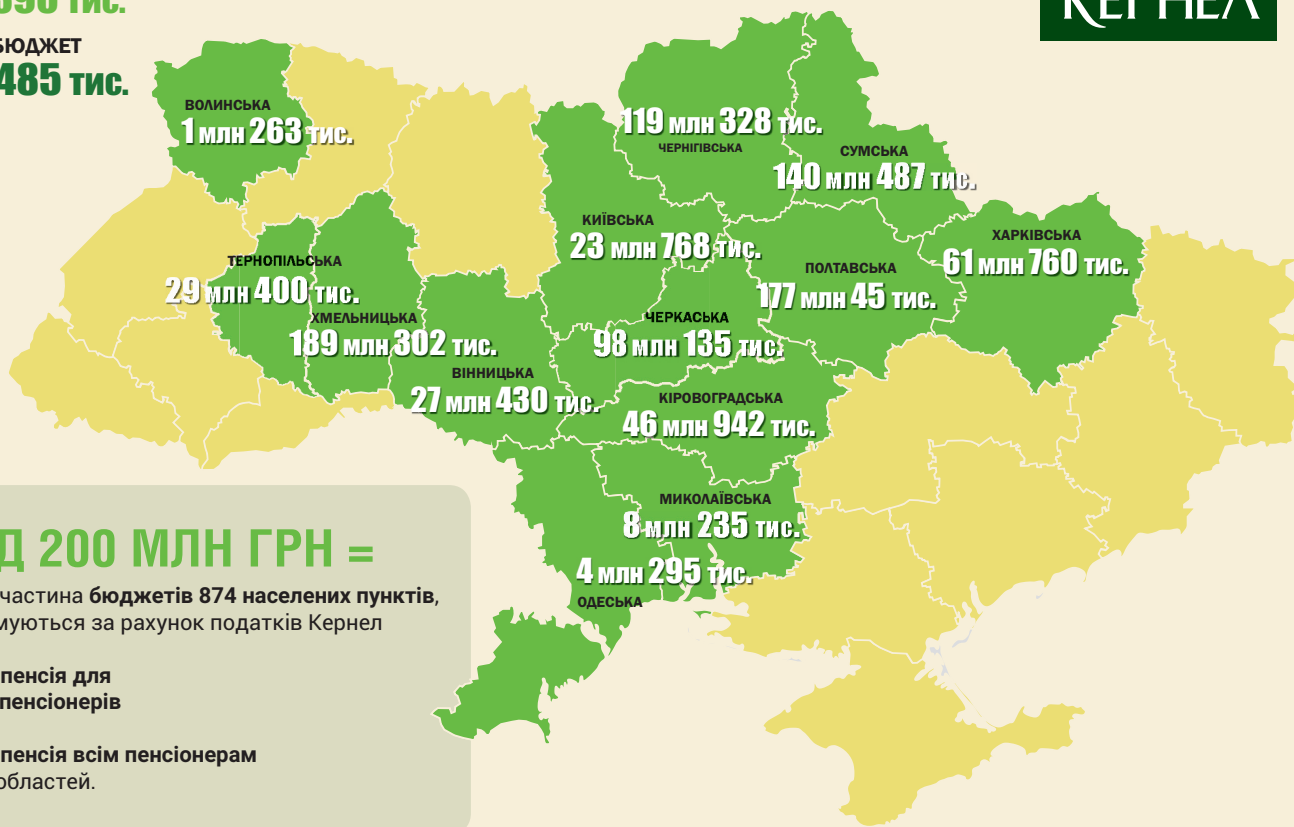 тис.
БЮДЖЕТ
485 тис.
КЕРНЕЛ
ВОЛИНСЬКА
1 млн 263 тис.
119 млн 328 тис.
ЧЕРНІГІВСЬКА
СУМСЬКА
140 млн 487 тис.
КИЇВСЬКА
23 млн 768 тис.
ХАРКІВСЬКА
61 млн 760 тис.
ТЕРНОПІЛЬСЬКА
29 млн 400 тис.
ПОЛТАВСЬКА
177 млн 45 тис.
ХМЕЛЬНИЦЬКА
189 млн 302 тис.
ЧЕРКАСЬКА
98 млн 135 тис.
ВІННИЦЬКА
27 млн 430 тис.
КІРОВОГРАДСЬКА
46 млн 942 тис.
МИКОЛАЇВСЬКА
8 млн 235 тис.
4 млн 295 тис.
ОДЕСЬКА
Д 200 МЛН ГРН =
частина бюджетів 874 населених пунктів,
муються за рахунок податків Кернел
пенсія для
пенсіонерів
пенсія всім пенсіонерам
областей.